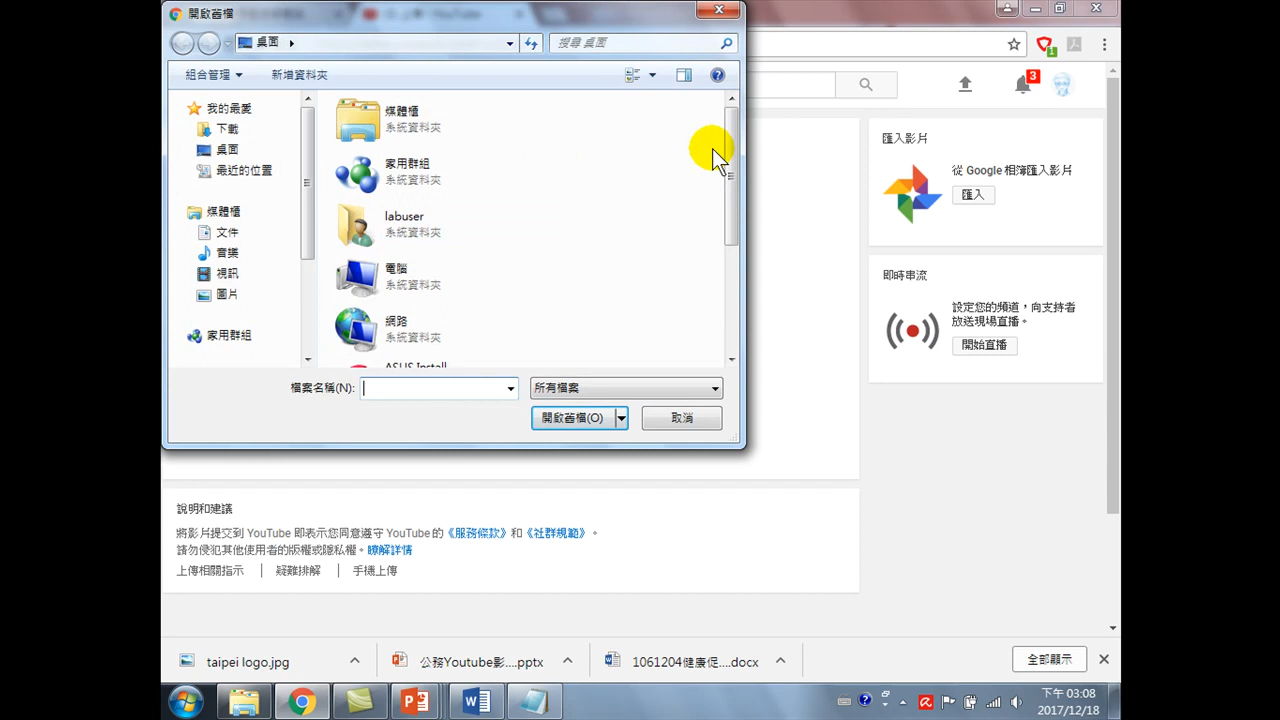 開啟舊檔
桌面
搜尋 桌面
組合管理
新增資料夾
我的最愛
下載
桌面
最近的位置
媒體櫃
文件
音樂
視訊
圖片
家用群組
媒體櫃
系統資料夾
家用群組
系統資料夾
labuser
系統資料夾
電腦
系統資料夾
網路
系統資料夾
ASUS Install
檔案名稱(N):
所有檔案
開啟舊檔(O)
取消
3
1
匯入影片
從 Google 相簿匯入影片
匯入
即時串流
設定您的頻道，向支持者
放送現場直播。
開始直播
說明和建議
將影片提交到 YouTube 即表示您同意遵守 YouTube 的《服務條款》和《社群規範》。
請勿侵犯其他使用者的版權或隱私權。瞭解詳情
上傳相關指示
疑難排解
手機上傳
taipei logo.jpg
公務Youtube影....pptx
1061204健康促....docx
全部顯示
下午 03:08
2017/12/18